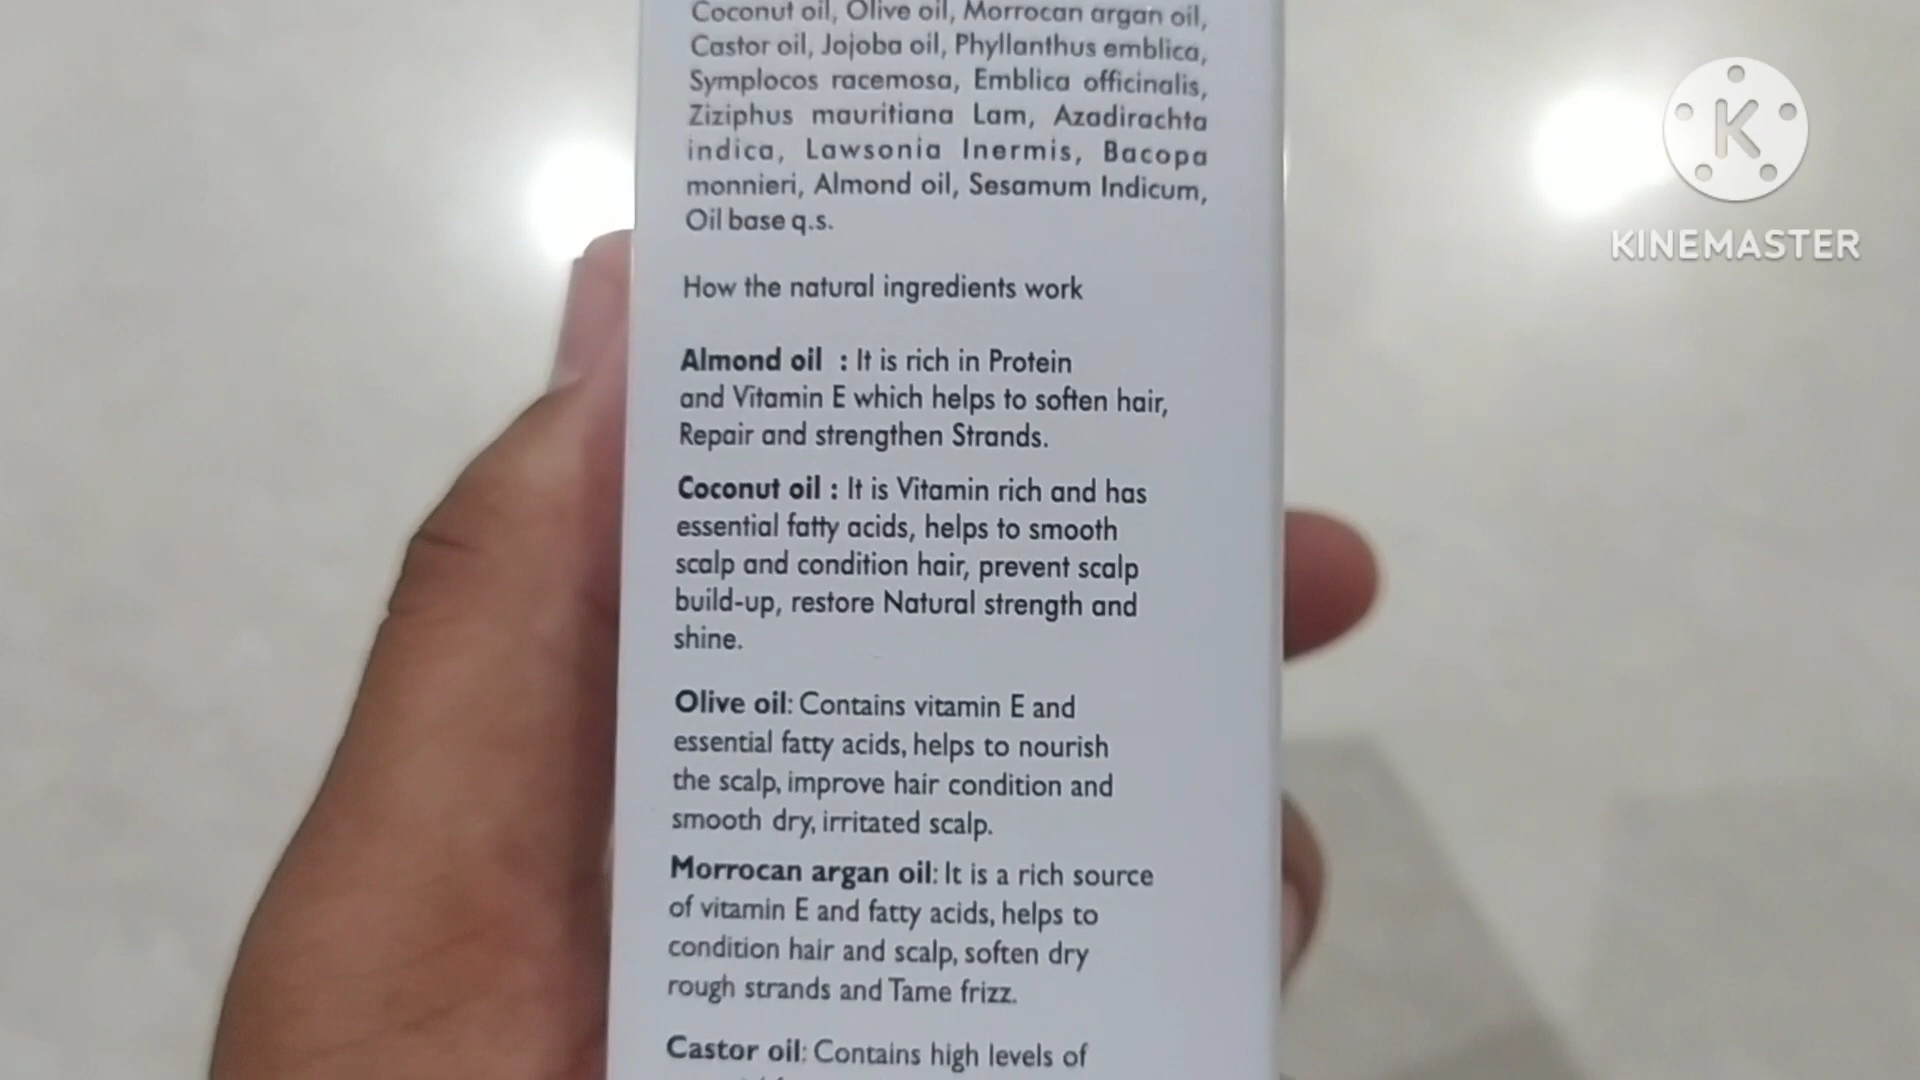 Coconut oil, Olive oil, Morrocan argan oil,
Castor oil, Jojoba oil, Phyllanthus emblica,
Symplocos racemosa, Emblica officinalis,
Ziziphus mauritiana Lam, Azadirachta
indica, Lawsonia Inermis, Bacopa
monnieri, Almond oil, Sesamum Indicum,
Oil base q.s.
How the natural ingredients work
Almond oil : It is rich in Protein
and Vitamin E which helps to soften hair,
Repair and strengthen Strands.
Coconut oil : It is Vitamin rich and has
essential fatty acids, helps to smooth
scalp and condition hair, prevent scalp
build-up, restore Natural strength and
shine.
Olive oil: Contains vitamin E and
essential fatty acids, helps to nourish
the scalp, improve hair condition and
smooth dry, irritated scalp.
Morrocan argan oil: It is a rich source
of vitamin E and fatty acids, helps to
condition hair and scalp, soften dry
rough strands and Tame frizz.
Castor oil: Contains high levels of
K
KINEMASTER